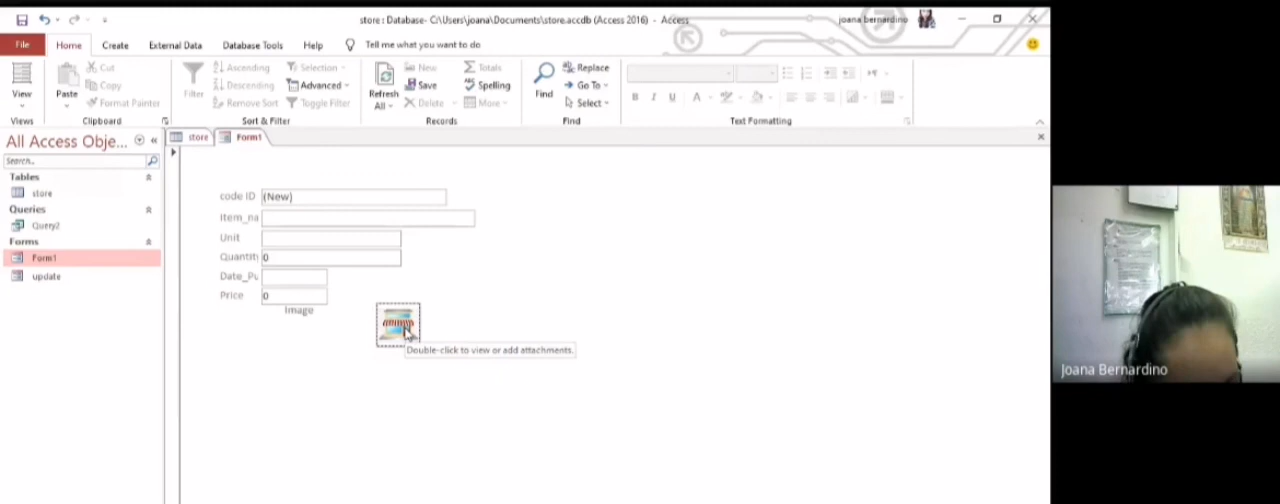 store : Database- C:\Users\joana\Documents\store.accdb (Access 2016) - Access
joana bernardino
File Home Create External Data Database Tools Help Tell me what you want to do
View
Views
Paste
Cut
Copy
Format Painter
Clipboard
Filter
Ascending
Descending
Remove Sort
Selection
Advanced
Toggle Filter
Sort & Filter
Refresh
All
New
Save
Delete
Totals
Spelling
More
Records
Find
Replace
Go To
Select
Find
B I U A
Text Formatting
All Access Obje...
Search..
Tables
store
Queries
Query2
Forms
Form1
update
store Form1
code ID (New)
Item_na
Unit
Quantity 0
Date_Pu
Price 0
Image
Double-click to view or add attachments.
Joana Bernardino